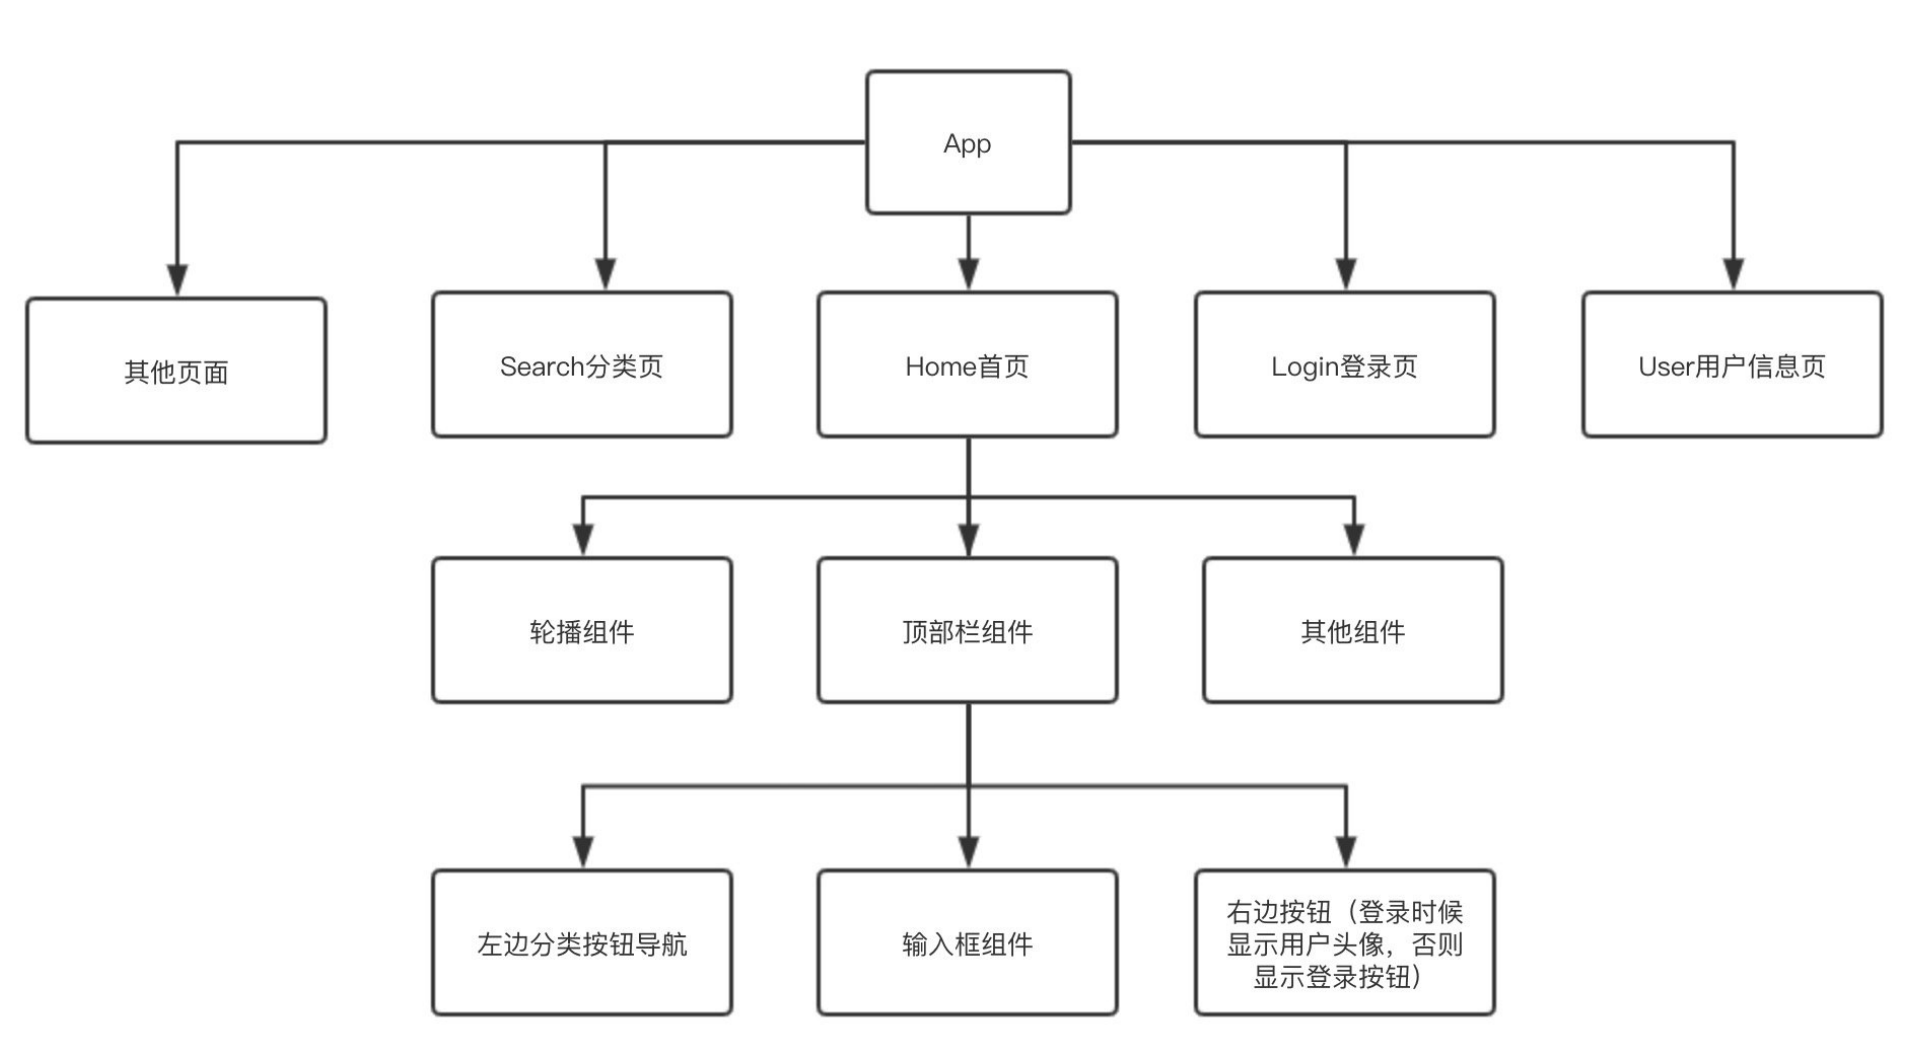 App
其他页面
Search分类页
Home首页
Login登录页
User用户信息页
轮播组件
顶部栏组件
其他组件
左边分类按钮导航
输入框组件
右边按钮（登录时候
显示用户头像，否则
显示登录按钮）